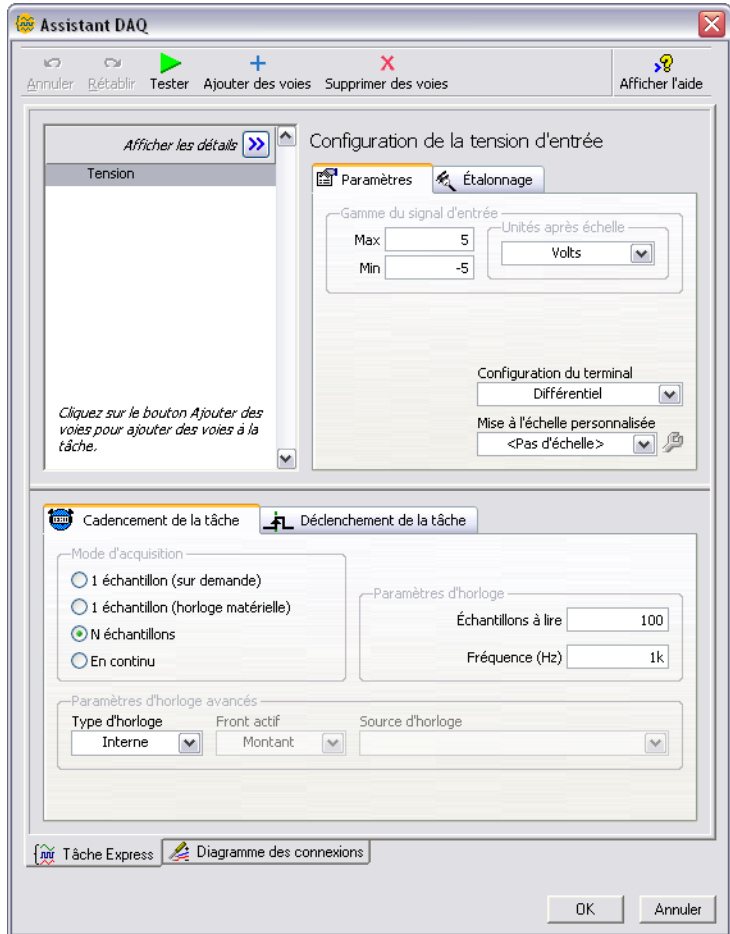 Assistant DAQ
Annuler Rétablir Tester Ajouter des voies Supprimer des voies Afficher l'aide
Afficher les détails
Tension
Cliquez sur le bouton Ajouter des
voies pour ajouter des voies à la
tâche.
Configuration de la tension d'entrée
Paramètres Étalonnage
Gamme du signal d'entrée
Max 5
Min -5
Unités après échelle
Volts
Configuration du terminal
Différentiel
Mise à l'échelle personnalisée
<Pas d'échelle>
Cadencement de la tâche Déclenchement de la tâche
Mode d'acquisition
1 échantillon (sur demande)
1 échantillon (horloge matérielle)
N échantillons
En continu
Paramètres d'horloge
Échantillons à lire 100
Fréquence (Hz) 1k
Paramètres d'horloge avancés
Type d'horloge Front actif Source d'horloge
Interne Montant
Tâche Express Diagramme des connexions
OK Annuler